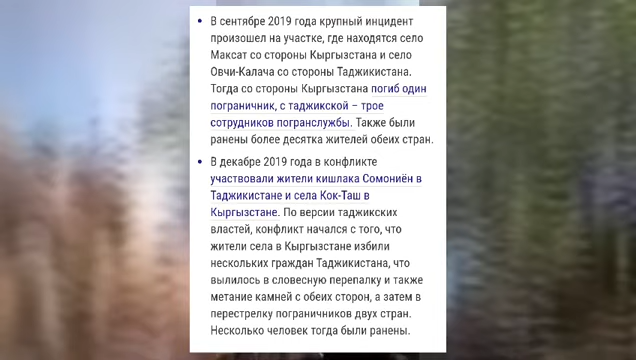 • В сентябре 2019 года крупный инцидент
произошел на участке, где находятся село
Максат со стороны Кыргызстана и село
Овчи-Калача со стороны Таджикистана.
Тогда со стороны Кыргызстана погиб один
пограничник, с таджикской – трое
сотрудников погранслужбы. Также были
ранены более десятка жителей обеих стран.
• В декабре 2019 года в конфликте
участвовали жители кишлака Сомониён в
Таджикистане и села Кок-Таш в
Кыргызстане. По версии таджикских
властей, конфликт начался с того, что
жители села в Кыргызстане избили
нескольких граждан Таджикистана, что
вылилось в словесную перепалку и также
метание камней с обеих сторон, а затем в
перестрелку пограничников двух стран.
Несколько человек тогда были ранены.